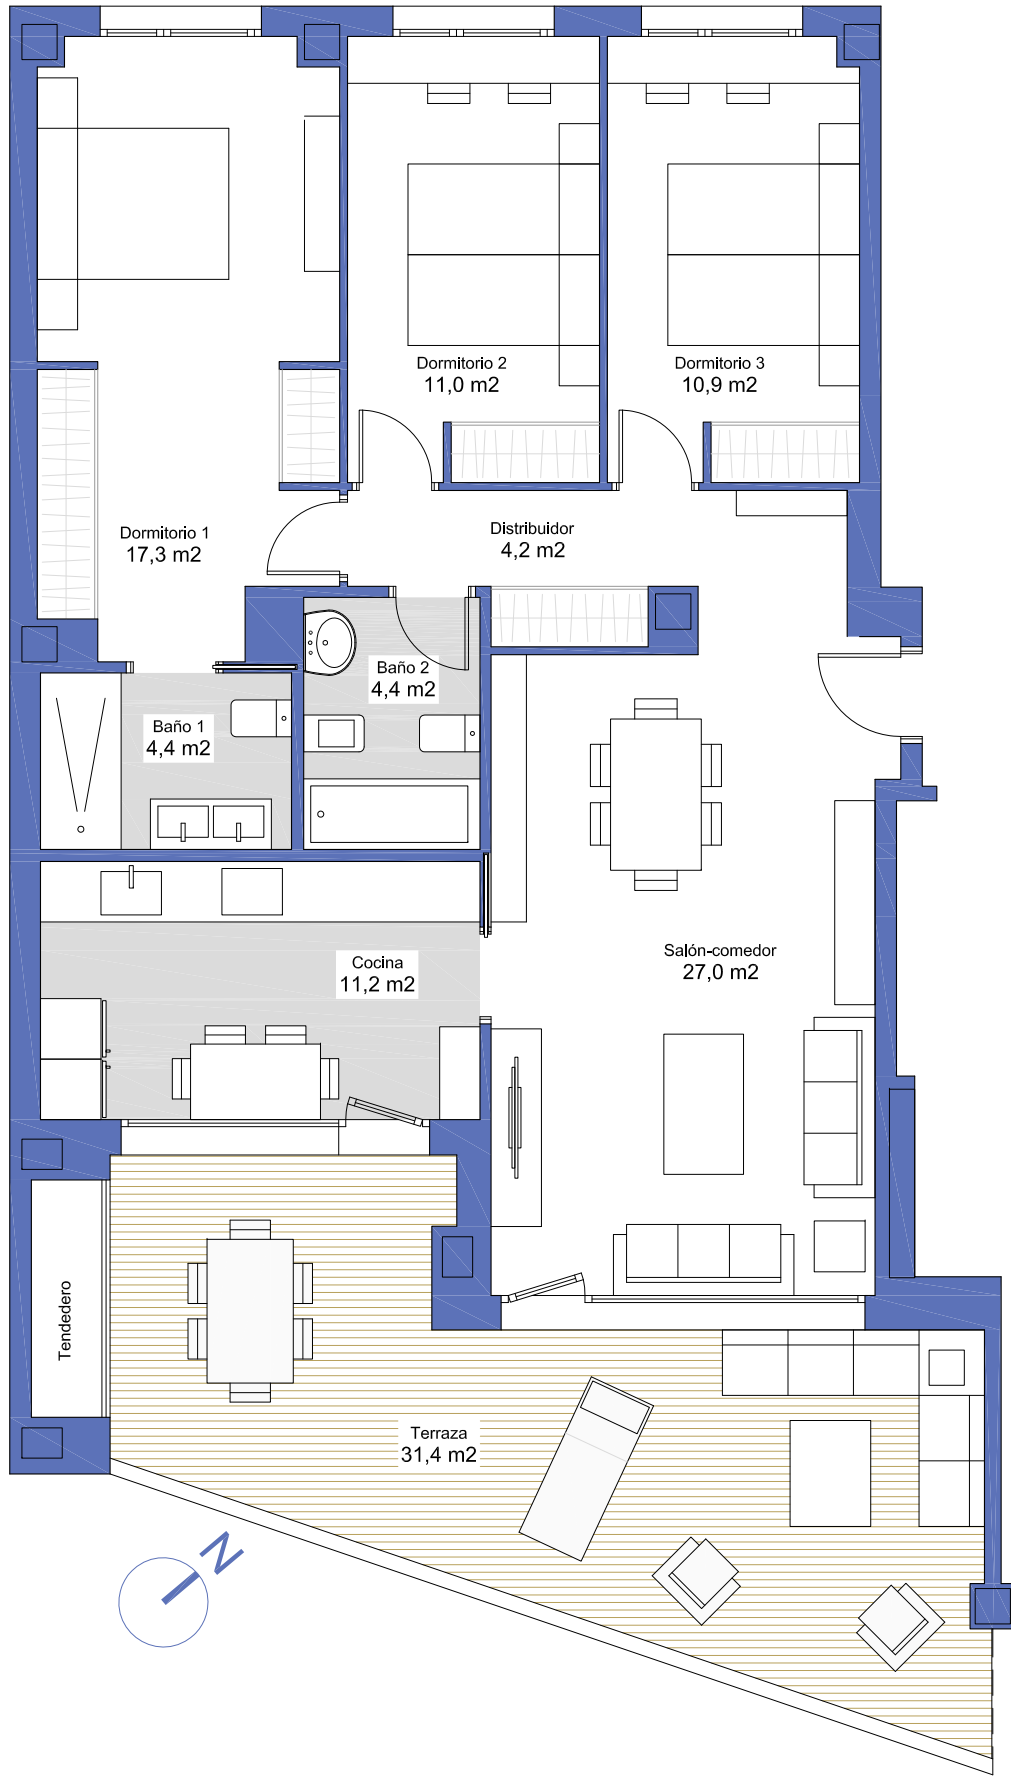 Dormitorio 2
11,0 m2
Dormitorio 3
10,9 m2
Dormitorio 1
17,3 m2
Distribuidor
4,2 m2
Baño 2
4,4 m2
Baño 1
4,4 m2
Salón-comedor
27,0 m2
Cocina
11,2 m2
Tendedero
Terraza
31,4 m2
N